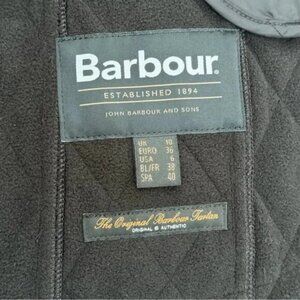 Barbour.
ESTABLISHED 1894
JOHN BARBOUR AND SONS
UK 10
EURO 36
USA 6
BL/FR 38
SPA 40
The Original Barbour Tartan
ORIGINAL & AUTHENTIC